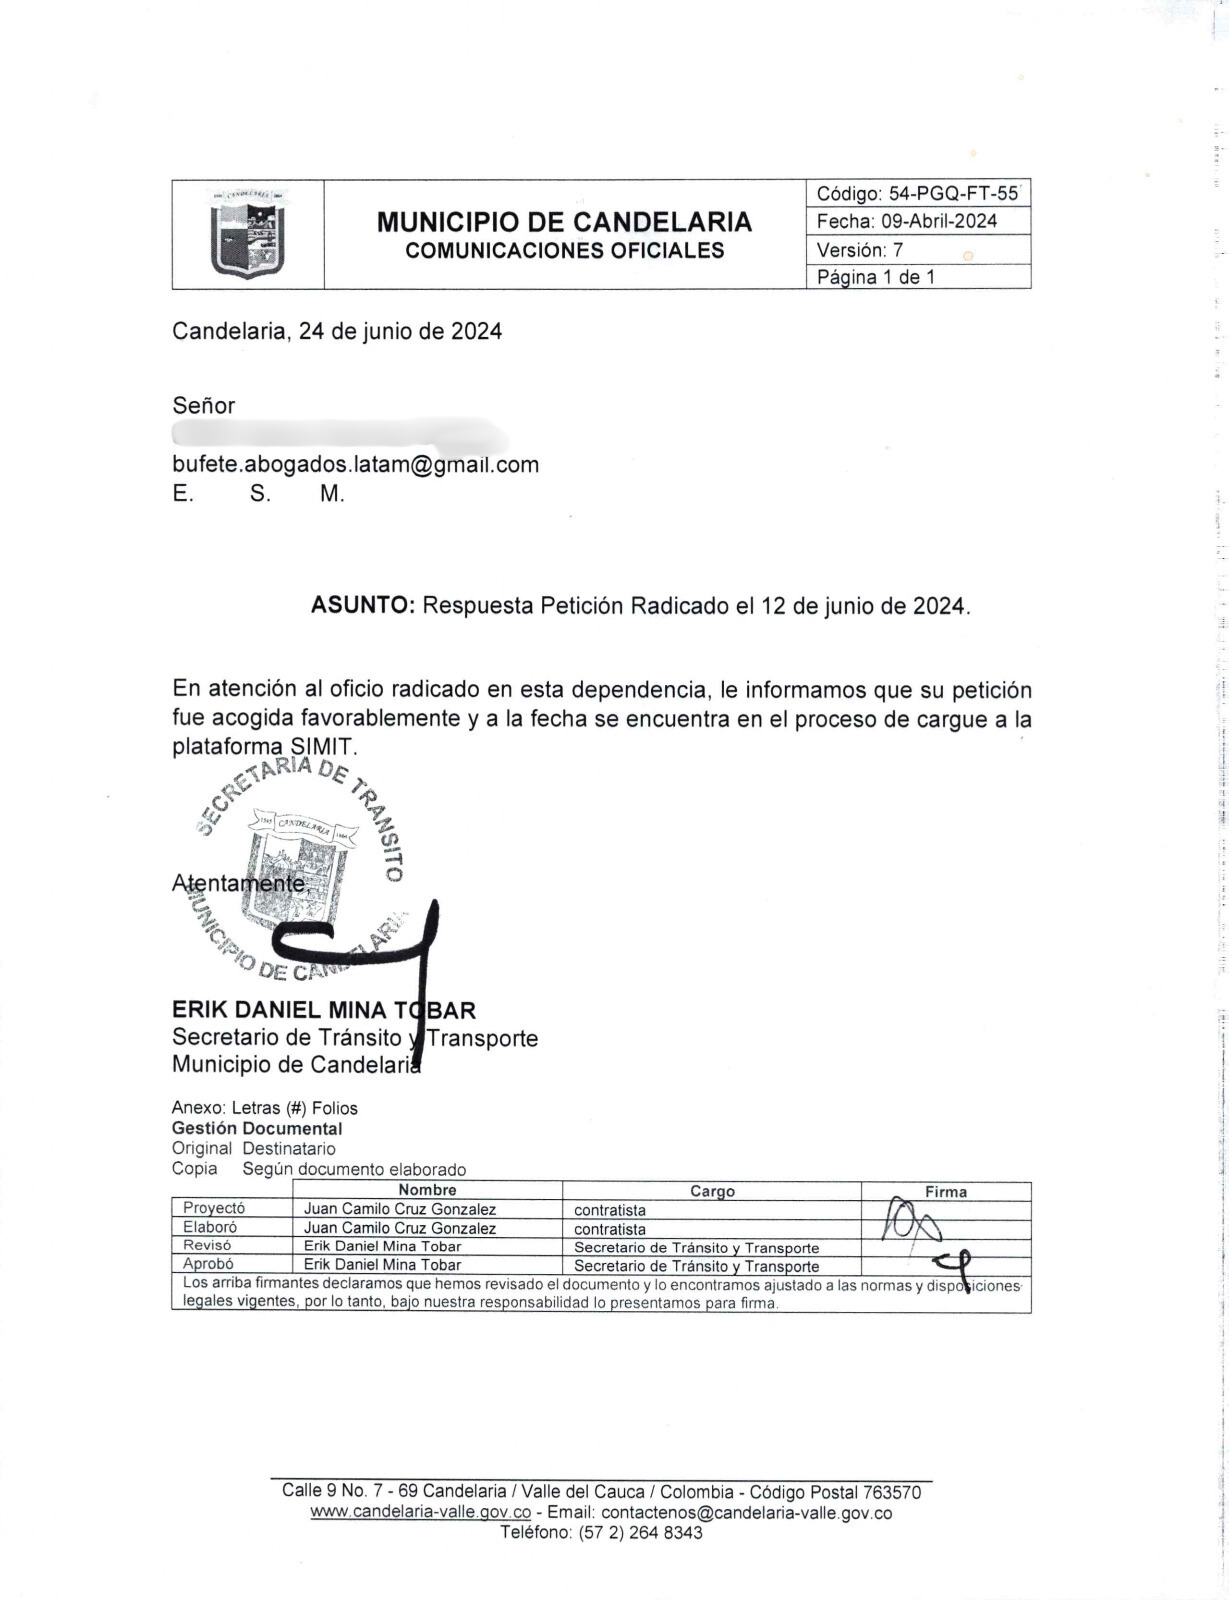 1545 CANDELARIA 1864
MUNICIPIO DE CANDELARIA
COMUNICACIONES OFICIALES
Código: 54-PGQ-FT-55
Fecha: 09-Abril-2024
Versión: 7
Página 1 de 1
Candelaria, 24 de junio de 2024
Señor
bufete.abogados.latam@gmail.com
E. S. M.
ASUNTO: Respuesta Petición Radicado el 12 de junio de 2024.
En atención al oficio radicado en esta dependencia, le informamos que su petición
fue acogida favorablemente y a la fecha se encuentra en el proceso de cargue a la
plataforma SIMIT.
SECRETARIA DE TRANSITO
1545 CANDELARIA 1864
MUNICIPIO DE CANDELARIA
Atentamente,
ERIK DANIEL MINA TOBAR
Secretario de Tránsito y Transporte
Municipio de Candelaria
Anexo: Letras (#) Folios
Gestión Documental
Original Destinatario
Copia Según documento elaborado
Nombre Cargo Firma
Proyectó Juan Camilo Cruz Gonzalez contratista
Elaboró Juan Camilo Cruz Gonzalez contratista
Revisó Erik Daniel Mina Tobar Secretario de Tránsito y Transporte
Aprobó Erik Daniel Mina Tobar Secretario de Tránsito y Transporte
Los arriba firmantes declaramos que hemos revisado el documento y lo encontramos ajustado a las normas y disposiciones
legales vigentes, por lo tanto, bajo nuestra responsabilidad lo presentamos para firma.
Calle 9 No. 7 - 69 Candelaria / Valle del Cauca / Colombia - Código Postal 763570
www.candelaria-valle.gov.co - Email: contactenos@candelaria-valle.gov.co
Teléfono: (57 2) 264 8343